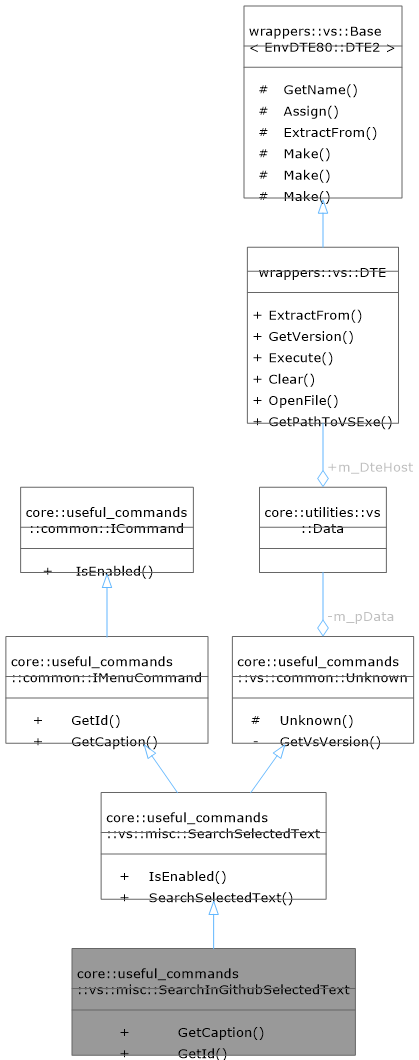 wrappers::vs::Base
< EnvDTE80::DTE2 >
# GetName()
# Assign()
# ExtractFrom()
# Make()
# Make()
# Make()
wrappers::vs::DTE
+ ExtractFrom()
+ GetVersion()
+ Execute()
+ Clear()
+ OpenFile()
+ GetPathToVSExe()
+m_DteHost
core::useful_commands
::common::ICommand
+ IsEnabled()
core::utilities::vs
::Data
-m_pData
core::useful_commands
::common::IMenuCommand
+ GetId()
+ GetCaption()
core::useful_commands
::vs::common::Unknown
# Unknown()
- GetVsVersion()
core::useful_commands
::vs::misc::SearchSelectedText
+ IsEnabled()
+ SearchSelectedText()
core::useful_commands
::vs::misc::SearchInGithubSelectedText
+ GetCaption()
+ GetId()